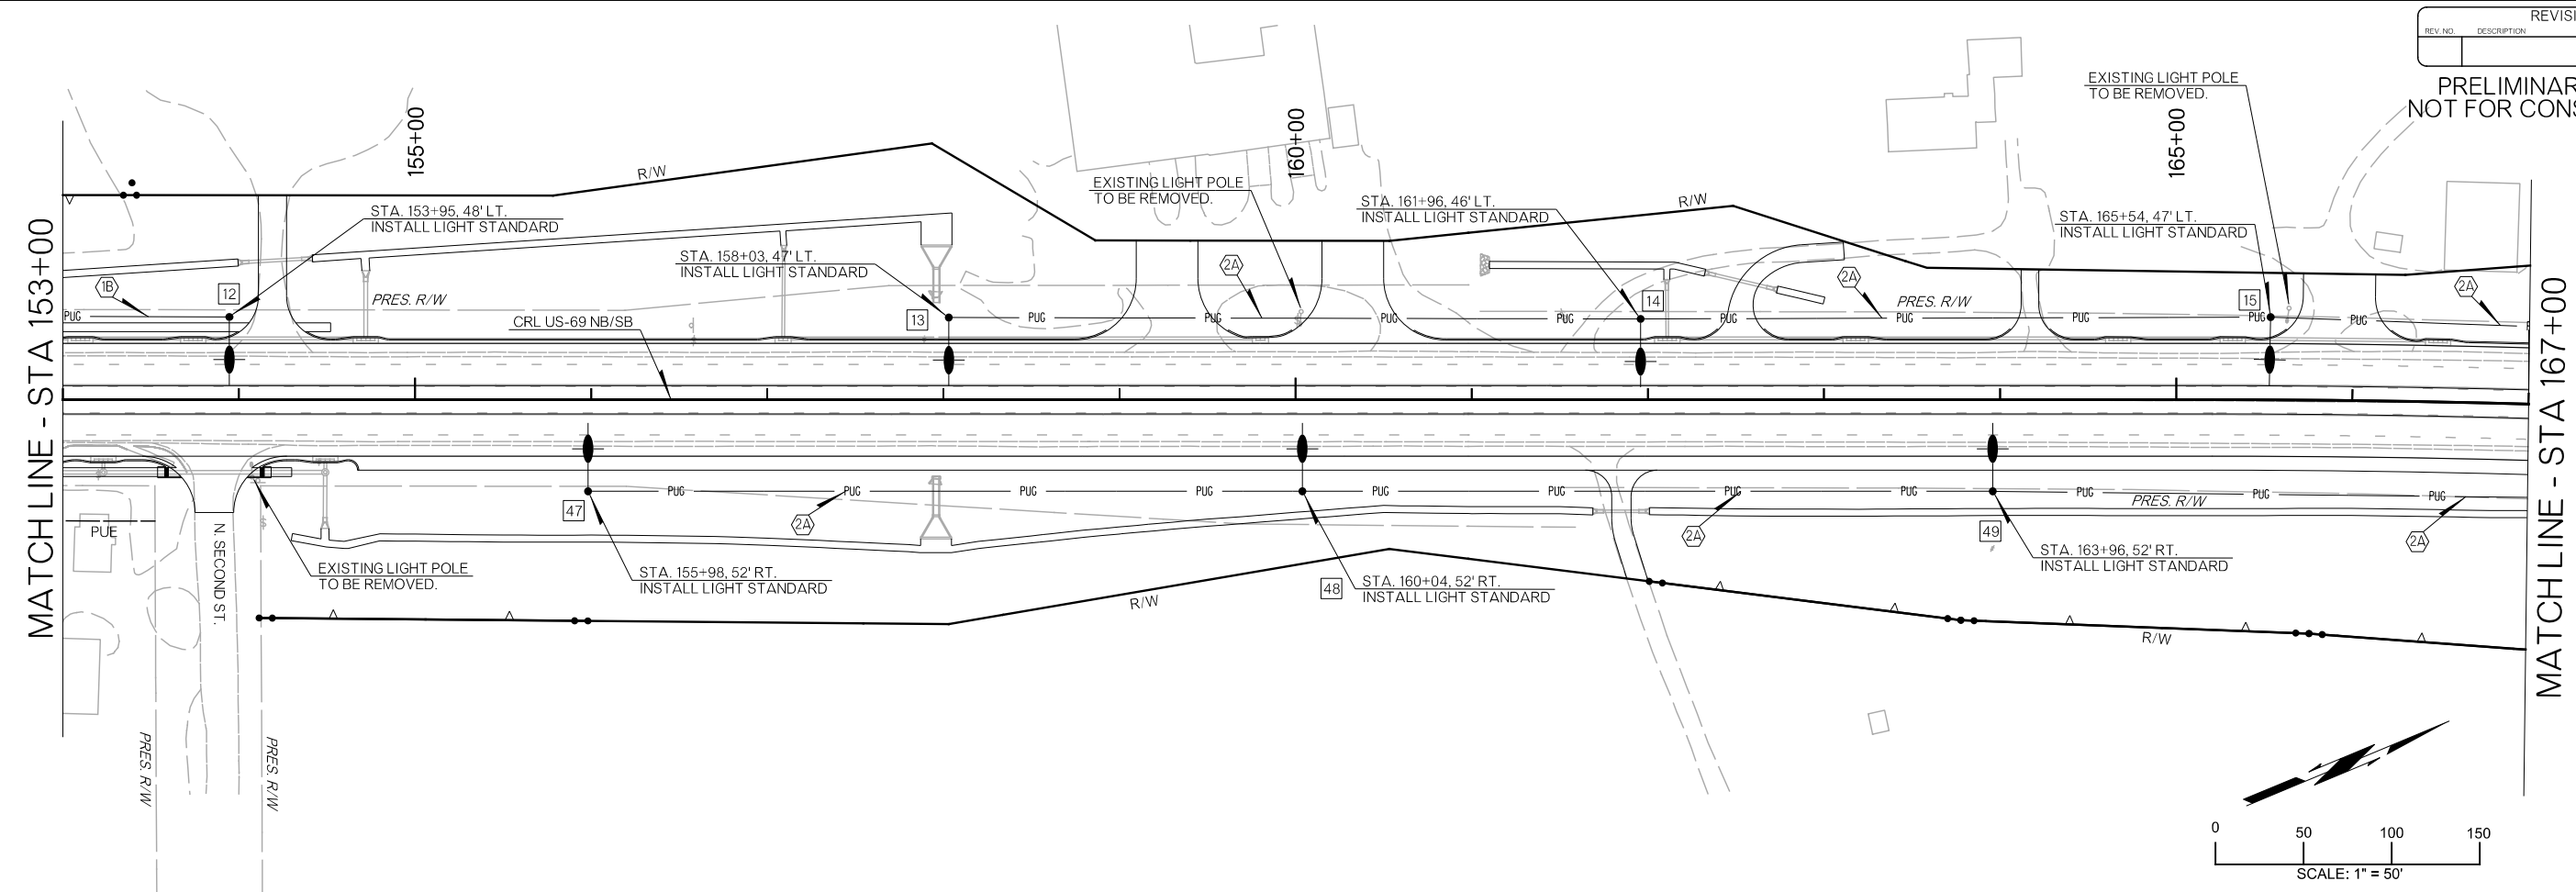 REVISI
REV. NO. DESCRIPTION
PRELIMINAR
NOT FOR CONS
EXISTING LIGHT POLE
TO BE REMOVED.
155+00
160+00
165+00
R/W
EXISTING LIGHT POLE
TO BE REMOVED.
STA. 161+96, 46' LT.
INSTALL LIGHT STANDARD
R/W
STA. 153+95, 48' LT.
INSTALL LIGHT STANDARD
STA. 165+54, 47' LT.
INSTALL LIGHT STANDARD
STA. 158+03, 47' LT.
INSTALL LIGHT STANDARD
MATCHLINE - STA 153+00
MATCHLINE - STA 167+00
1B
12
PRES. R/W
2A
14
2A
PRES. R/W
15
2A
PUG
CRL US-69 NB/SB
13
PUG
PUG
PUG
PUG
PUG
PUG
PUG
PUG
PUG
47
PUG
PUG
2A
PUG
PUG
48
PUG
PUG
PUG
2A
PUG
49
PUG
PRES. R/W
PUG
PUG
2A
PUE
N. SECOND ST.
EXISTING LIGHT POLE
TO BE REMOVED.
STA. 155+98, 52' RT.
INSTALL LIGHT STANDARD
R/W
STA. 160+04, 52' RT.
INSTALL LIGHT STANDARD
STA. 163+96, 52' RT.
INSTALL LIGHT STANDARD
R/W
PRES. R/W
PRES. R/W
0 50 100 150
SCALE: 1" = 50'